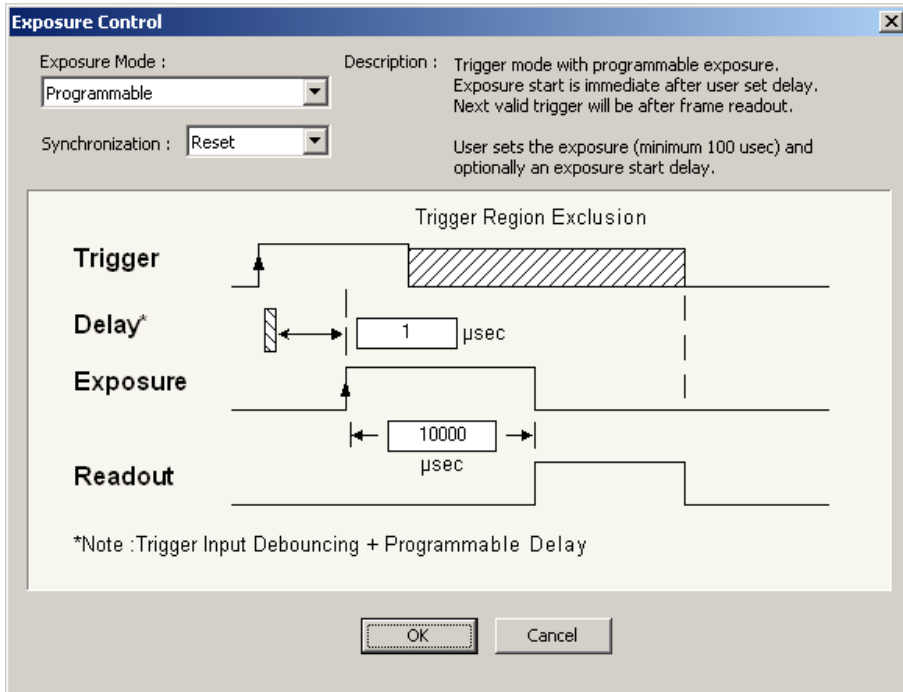 Exposure Control
Exposure Mode :
Programmable
Synchronization : Reset
Description : Trigger mode with programmable exposure.
Exposure start is immediate after user set delay.
Next valid trigger will be after frame readout.
User sets the exposure (minimum 100 usec) and
optionally an exposure start delay.
Trigger Region Exclusion
Trigger
Delay*
1 µsec
Exposure
10000
µsec
Readout
*Note :Trigger Input Debouncing + Programmable Delay
OK
Cancel